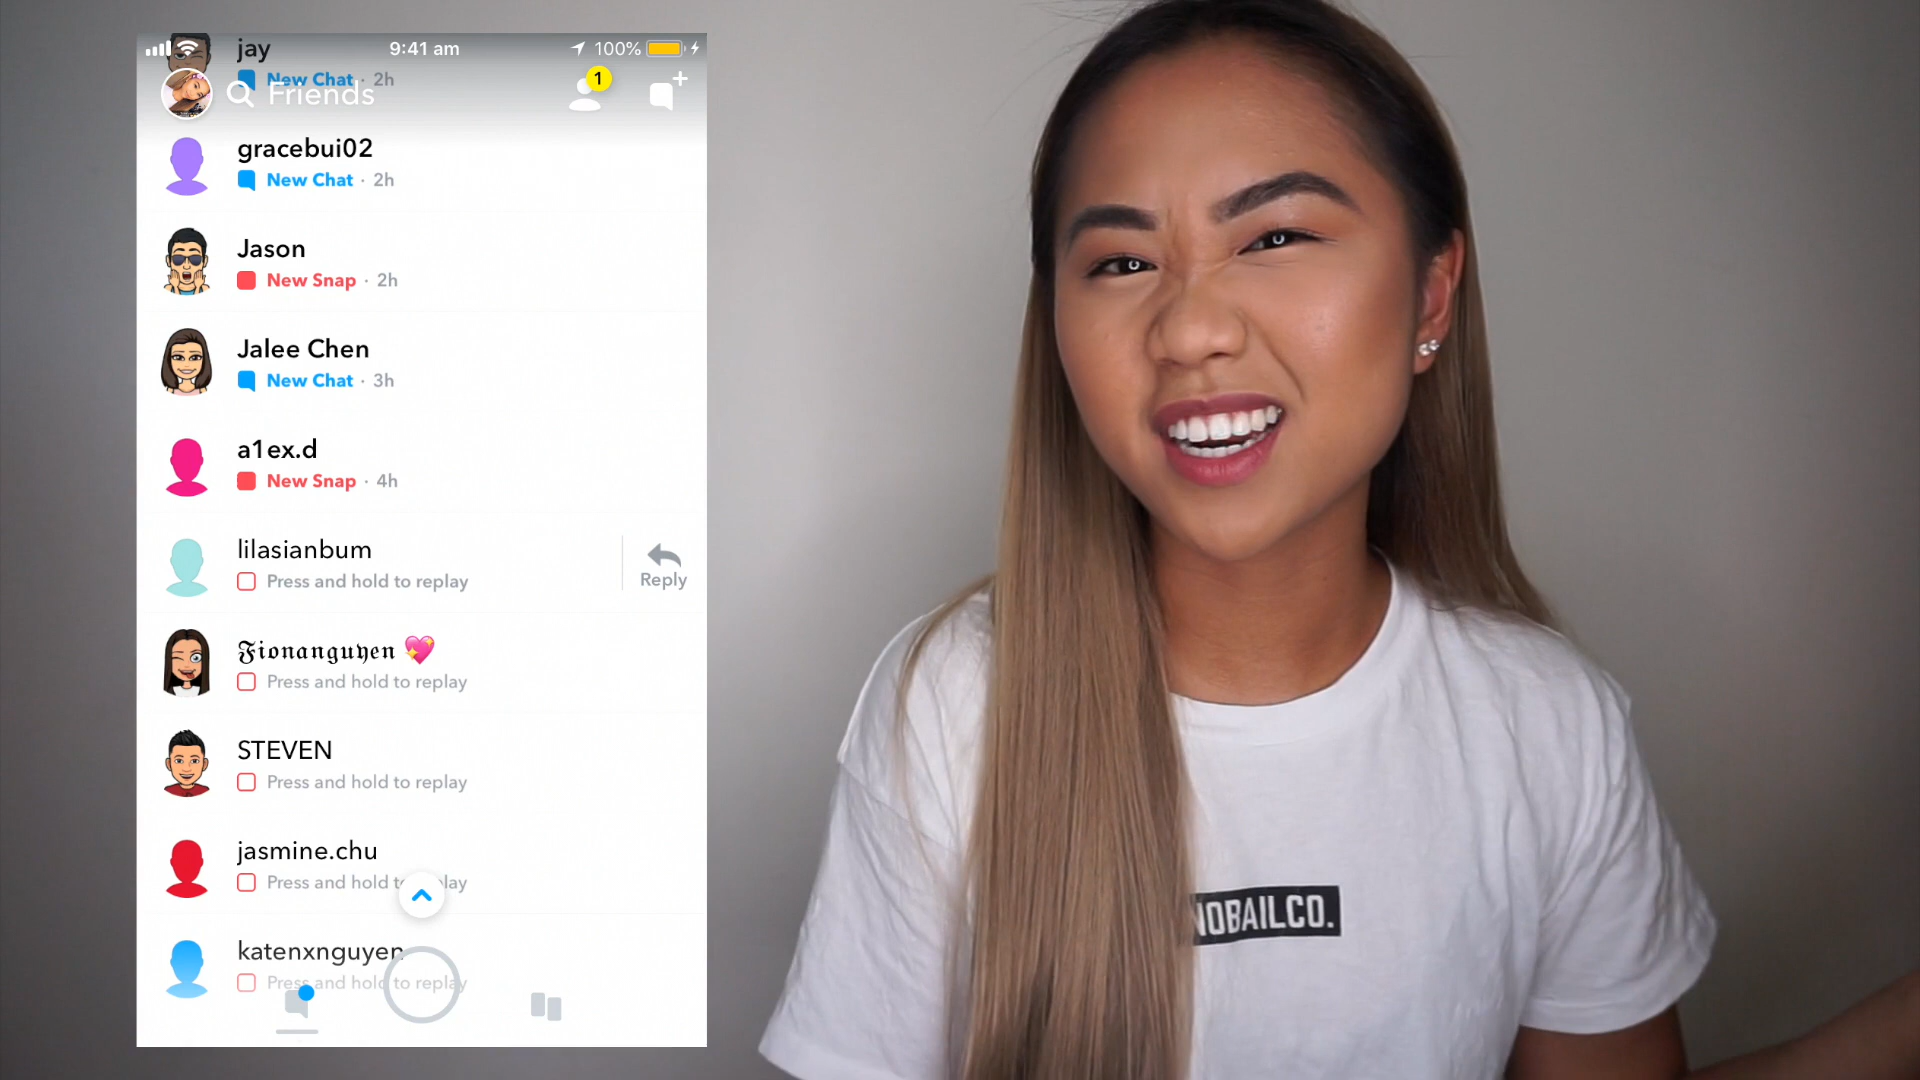 jay
9:41 am
100%
New Chat · 2h
1
Friends
gracebui02
New Chat · 2h
Jason
New Snap · 2h
Jalee Chen
New Chat · 3h
a1ex.d
New Snap · 4h
lilasianbum
Press and hold to replay
Reply
𝕱𝖎𝖔𝖓𝖆𝖓𝖌𝖚𝖞𝖊𝖓 💖
Press and hold to replay
STEVEN
Press and hold to replay
jasmine.chu
Press and hold to replay
katenxnguyen
Press and hold to replay
NOBAILCO.